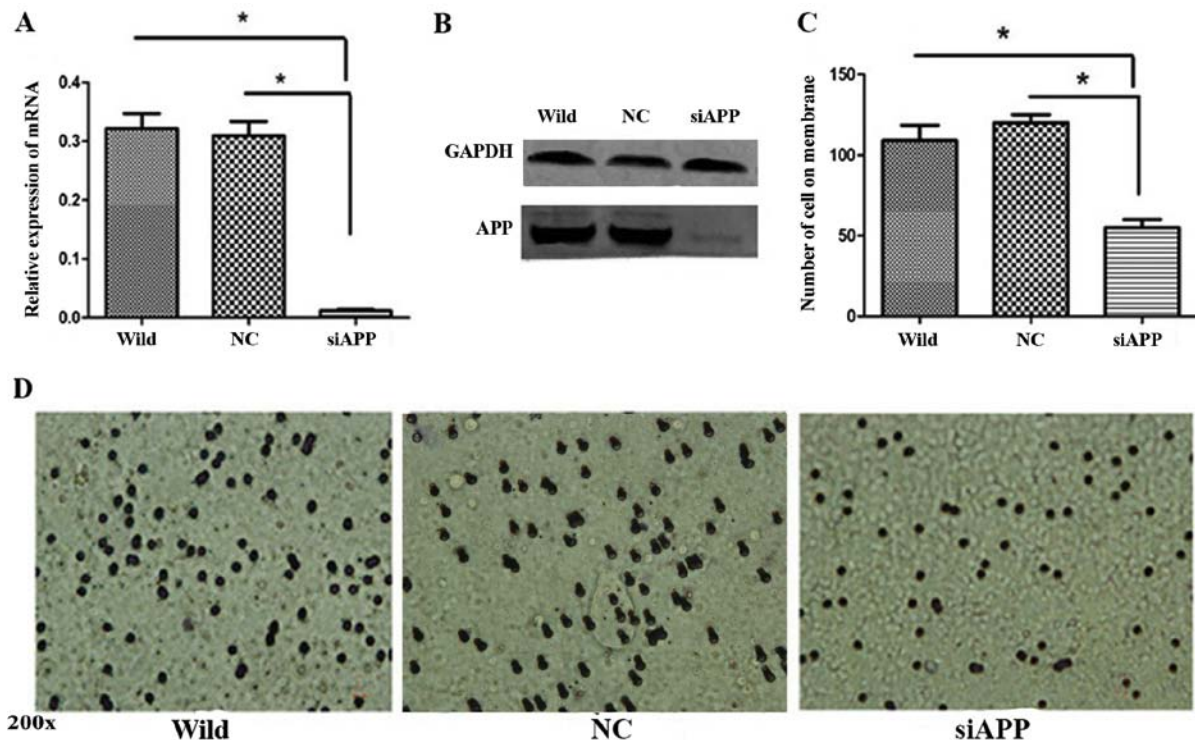 A
*
*
Relative expression of mRNA
0.4
0.3
0.2
0.1
0.0
Wild NC siAPP
B
Wild NC siAPP
GAPDH
APP
C
*
*
Number of cell on membrane
150
100
50
0
Wild NC siAPP
D
200x
Wild NC siAPP